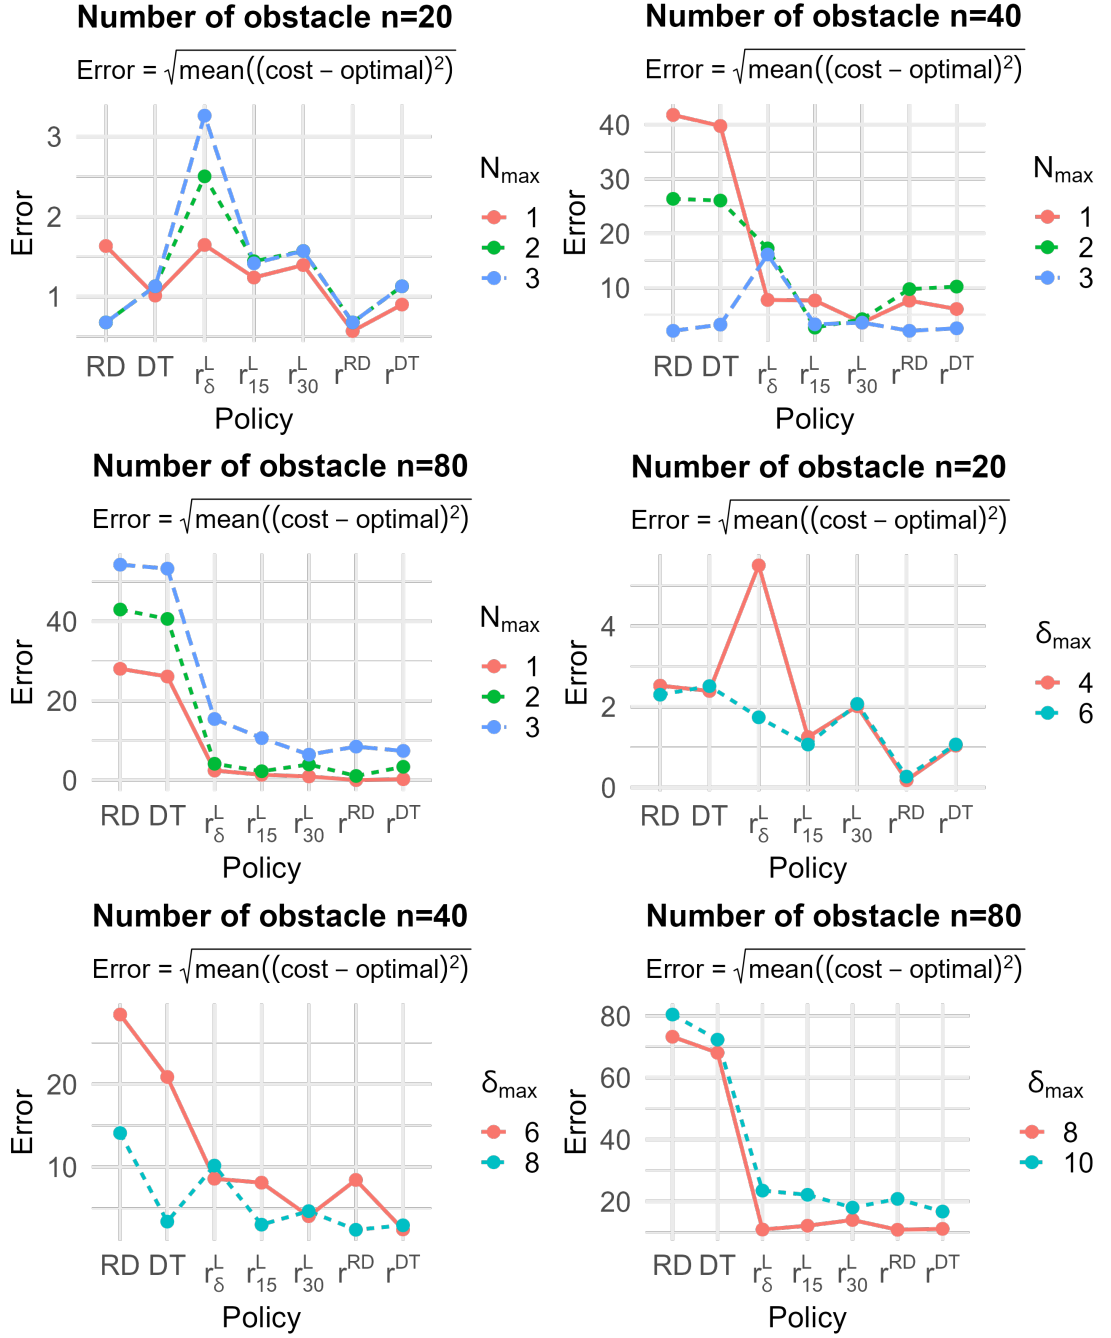 Number of obstacle n=20
Error = √mean((cost − optimal)²)
3
2
1
Error
RD DT r^L_δ r^L_15 r^L_30 r^RD r^DT
Policy
N_max
1
2
3
Number of obstacle n=40
Error = √mean((cost − optimal)²)
40
30
20
10
Error
RD DT r^L_δ r^L_15 r^L_30 r^RD r^DT
Policy
N_max
1
2
3
Number of obstacle n=80
Error = √mean((cost − optimal)²)
40
20
0
Error
RD DT r^L_δ r^L_15 r^L_30 r^RD r^DT
Policy
N_max
1
2
3
Number of obstacle n=20
Error = √mean((cost − optimal)²)
4
2
0
Error
RD DT r^L_δ r^L_15 r^L_30 r^RD r^DT
Policy
δ_max
4
6
Number of obstacle n=40
Error = √mean((cost − optimal)²)
20
10
Error
RD DT r^L_δ r^L_15 r^L_30 r^RD r^DT
Policy
δ_max
6
8
Number of obstacle n=80
Error = √mean((cost − optimal)²)
80
60
40
20
Error
RD DT r^L_δ r^L_15 r^L_30 r^RD r^DT
Policy
δ_max
8
10